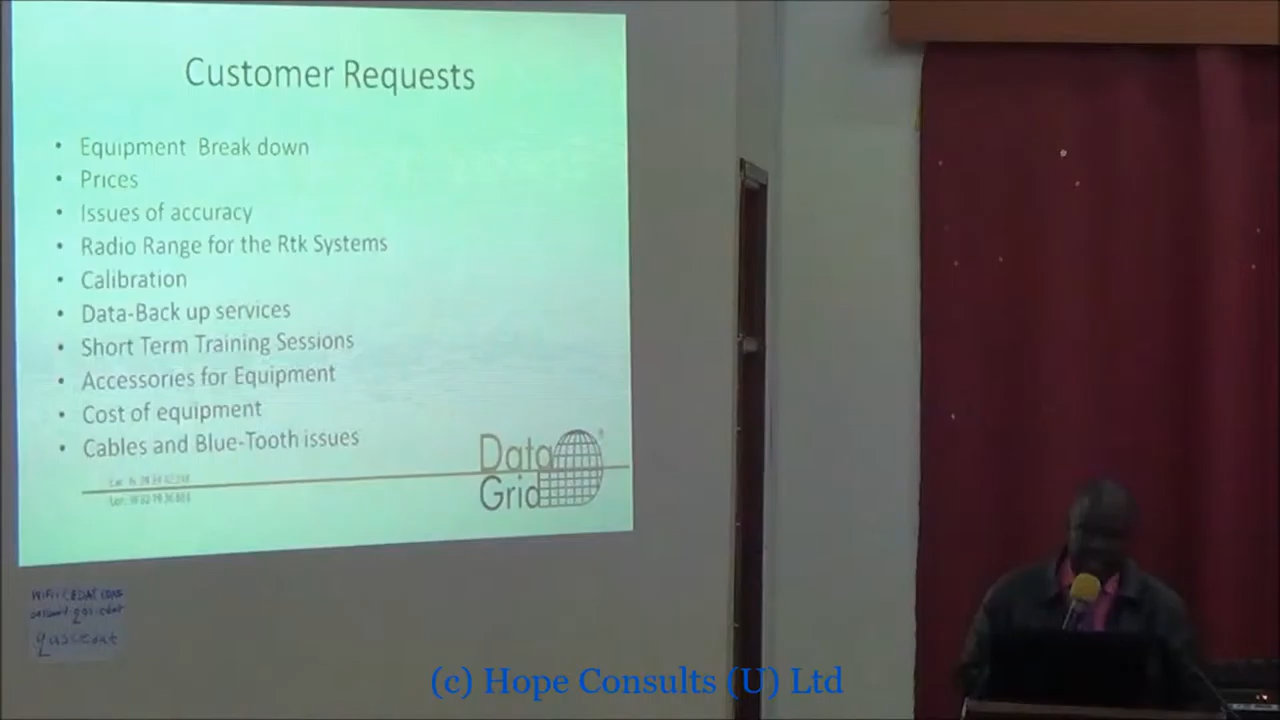 Customer Requests
• Equipment Break down
• Prices
• Issues of accuracy
• Radio Range for the Rtk Systems
• Calibration
• Data-Back up services
• Short Term Training Sessions
• Accessories for Equipment
• Cost of equipment
• Cables and Blue-Tooth issues
Data
Grid
(c) Hope Consults (U) Ltd